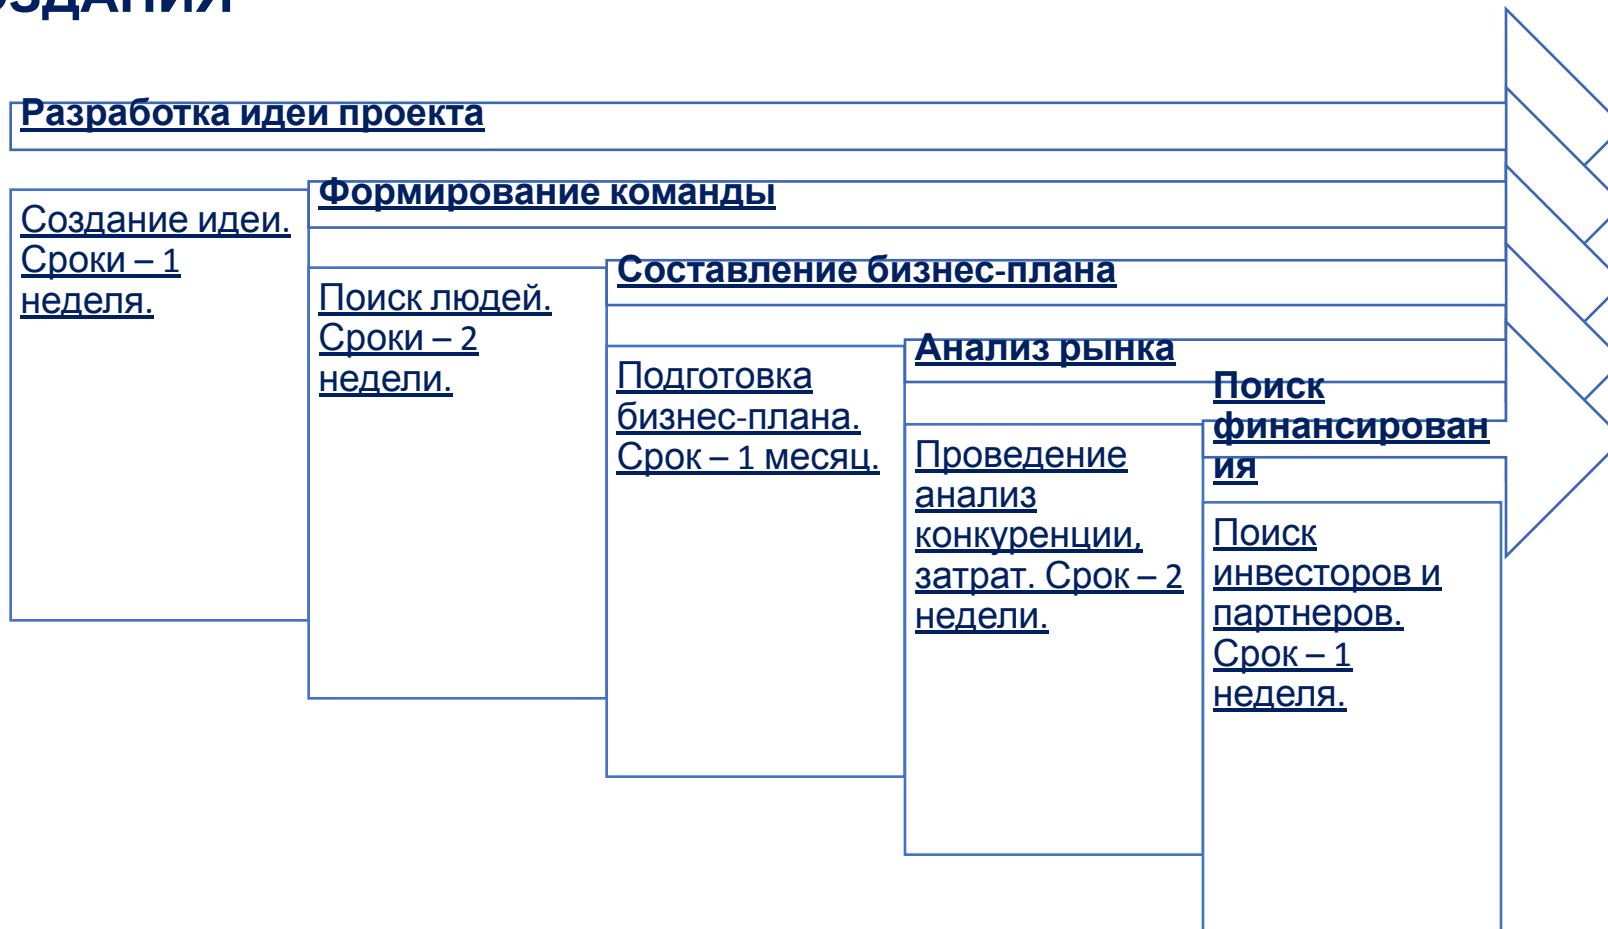 Разработка идеи проекта
Создание идеи.
Сроки – 1
неделя.
Формирование команды
Поиск людей.
Сроки – 2
недели.
Составление бизнес-плана
Подготовка
бизнес-плана.
Срок – 1 месяц.
Анализ рынка
Проведение
анализ
конкуренции,
затрат. Срок – 2
недели.
Поиск
финансирован
ия
Поиск
инвесторов и
партнеров.
Срок – 1
неделя.